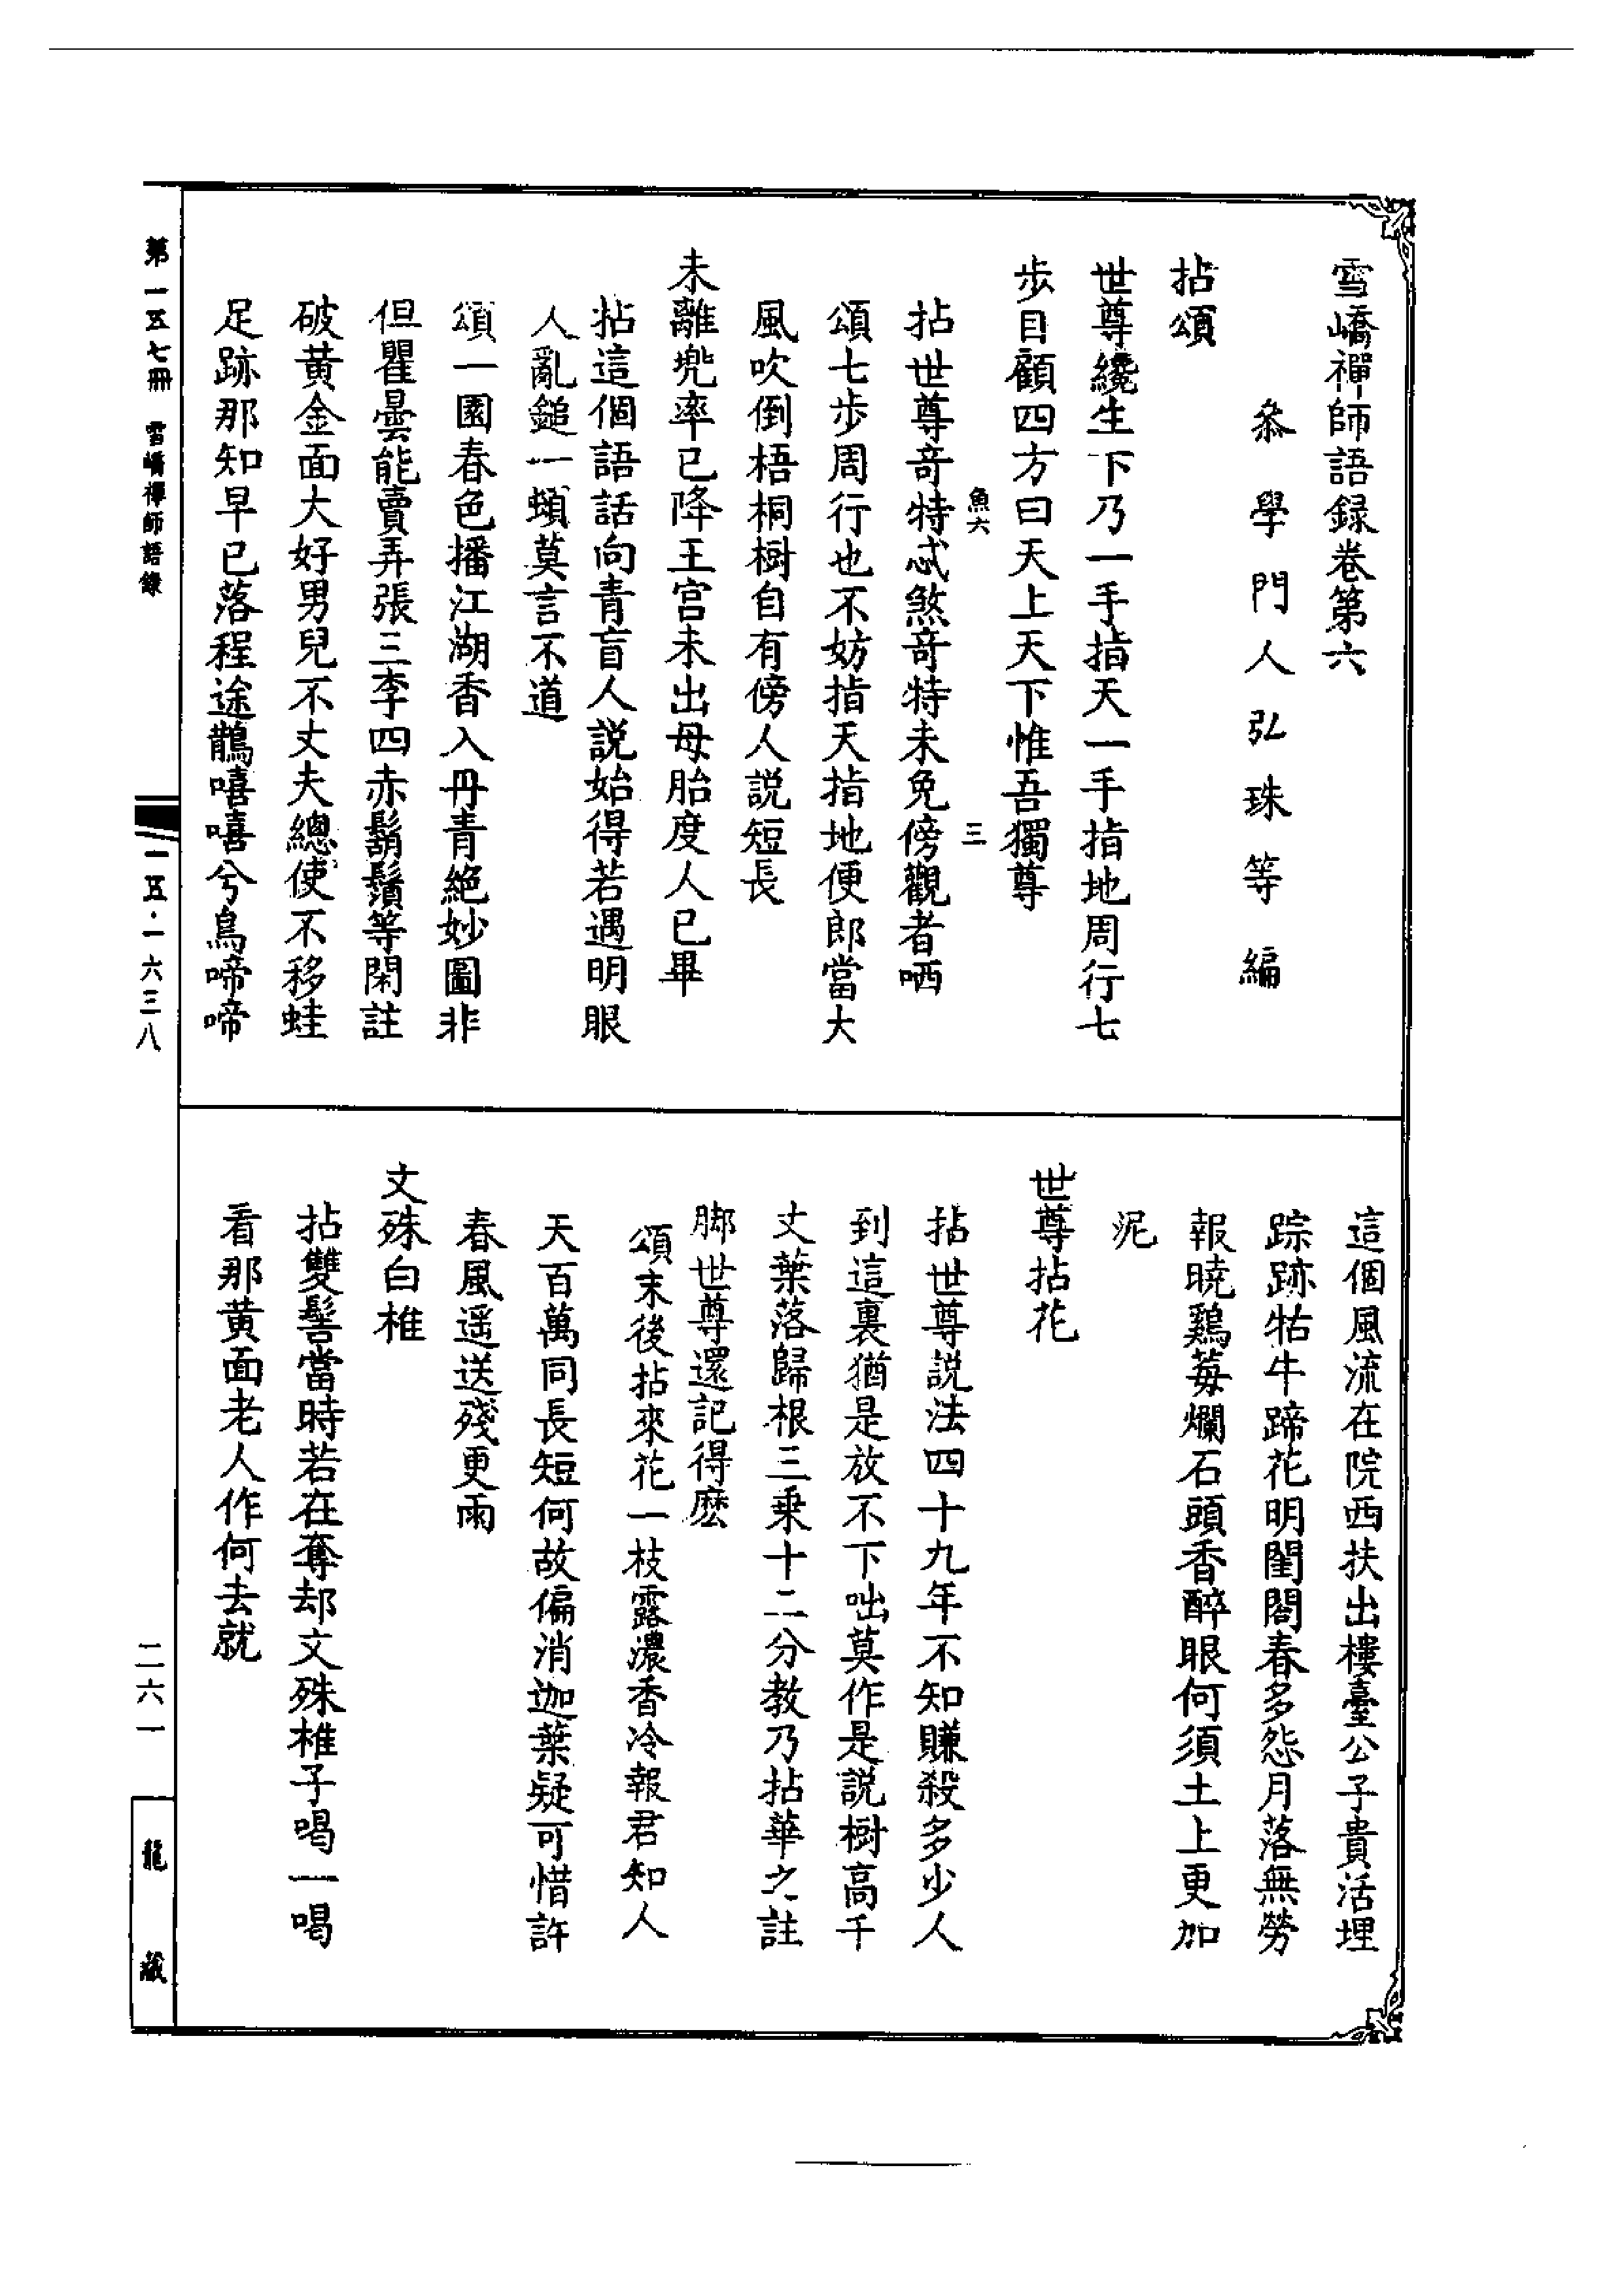 雪嶠禪師語録卷第六
叅學門人弘珠等編
拈頌
世尊纔生下乃一手指天一手指地周行七
步目顧四方曰天上天下惟吾獨尊
魚六 三
拈世尊竒特忒煞竒特未免傍觀者哂
頌七步周行也不妨指天指地便郎當大
風吹倒梧桐樹自有傍人説短長
未離兜率已降王宫未出母胎度人已畢
拈這個語話向青盲人説始得若遇明眼
人亂鎚一頓莫言不道
頌一園春色播江湖香入丹青絶妙圖非
但瞿曇能賣弄張三李四赤鬍鬚等閑註
破黄金面大好男兒不丈夫總使不移蛙
足跡那知早已落程途鵲嘻嘻兮鳥啼啼
這個風流在院西扶出樓臺公子貴活埋
踪跡牯牛蹄花明閨閣春多怨月落無勞
報曉鷄莓爛石頭香醉眼何須土上更加
泥
世尊拈花
拈世尊説法四十九年不知賺殺多少人
到這裏猶是放不下咄莫作是説樹高千
丈葉落歸根三乘十二分教乃拈華之註
脚世尊還記得麽
頌末後拈來花一枝露濃香冷報君知人
天百萬同長短何故偏消迦葉疑可惜許
春風遥送殘更雨
文殊白椎
拈雙髻當時若在奪却文殊椎子喝一喝
看那黄面老人作何去就
第一五七册 雪嶠禪師語録
一五·一六三八
二六一
龍藏